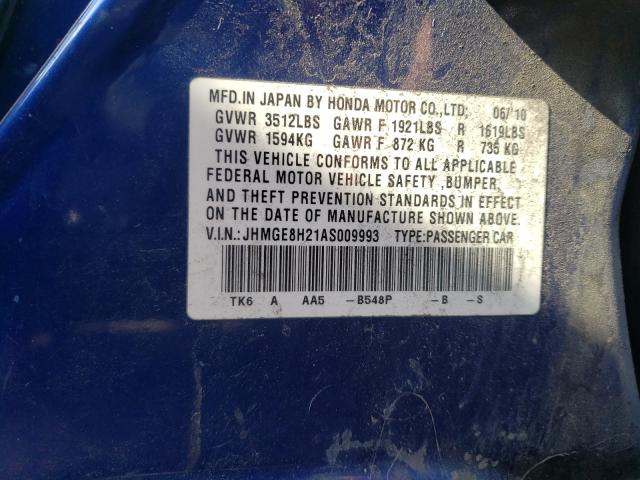 MFD.IN JAPAN BY HONDA MOTOR CO.,LTD; 06/10
GVWR 3512LBS GAWR F 1921LBS R 1619LBS
GVWR 1594KG GAWR F 872 KG R 735 KG
THIS VEHICLE CONFORMS TO ALL APPLICABLE
FEDERAL MOTOR VEHICLE SAFETY ,BUMPER,
AND THEFT PREVENTION STANDARDS IN EFFECT
ON THE DATE OF MANUFACTURE SHOWN ABOVE.
V.I.N.: JHMGE8H21AS009993 TYPE:PASSENGER CAR
TK6 A AA5 -B548P -B -S